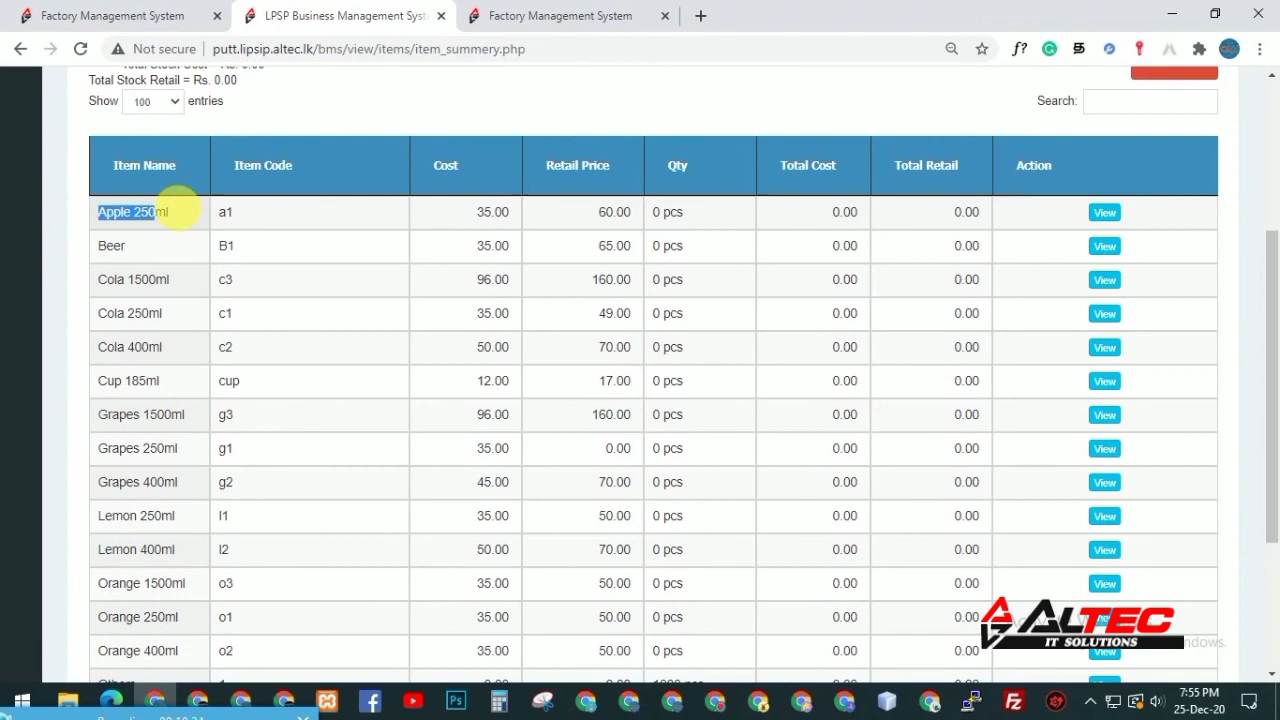 Factory Management System
LPSP Business Management Syst
Factory Management System
Not secure putt.lipsip.altec.lk/bms/view/items/item_summery.php
Total Stock Retail = Rs. 0.00
Show 100 entries Search:
Item Name Item Code Cost Retail Price Qty Total Cost Total Retail Action
Apple 250ml a1 35.00 60.00 0 pcs 0.00 0.00 View
Beer B1 35.00 65.00 0 pcs 0.00 0.00 View
Cola 1500ml c3 96.00 160.00 0 pcs 0.00 0.00 View
Cola 250ml c1 35.00 49.00 0 pcs 0.00 0.00 View
Cola 400ml c2 50.00 70.00 0 pcs 0.00 0.00 View
Cup 185ml cup 12.00 17.00 0 pcs 0.00 0.00 View
Grapes 1500ml g3 96.00 160.00 0 pcs 0.00 0.00 View
Grapes 250ml g1 35.00 0.00 0 pcs 0.00 0.00 View
Grapes 400ml g2 45.00 70.00 0 pcs 0.00 0.00 View
Lemon 250ml l1 35.00 50.00 0 pcs 0.00 0.00 View
Lemon 400ml l2 50.00 70.00 0 pcs 0.00 0.00 View
Orange 1500ml o3 35.00 50.00 0 pcs 0.00 0.00 View
Orange 250ml o1 35.00 50.00 0 pcs 0.00 0.00
Orange 400ml o2 35.00 50.00 0 pcs 0.00 0.00 View
ALTEC
IT SOLUTIONS
7:55 PM
25-Dec-20